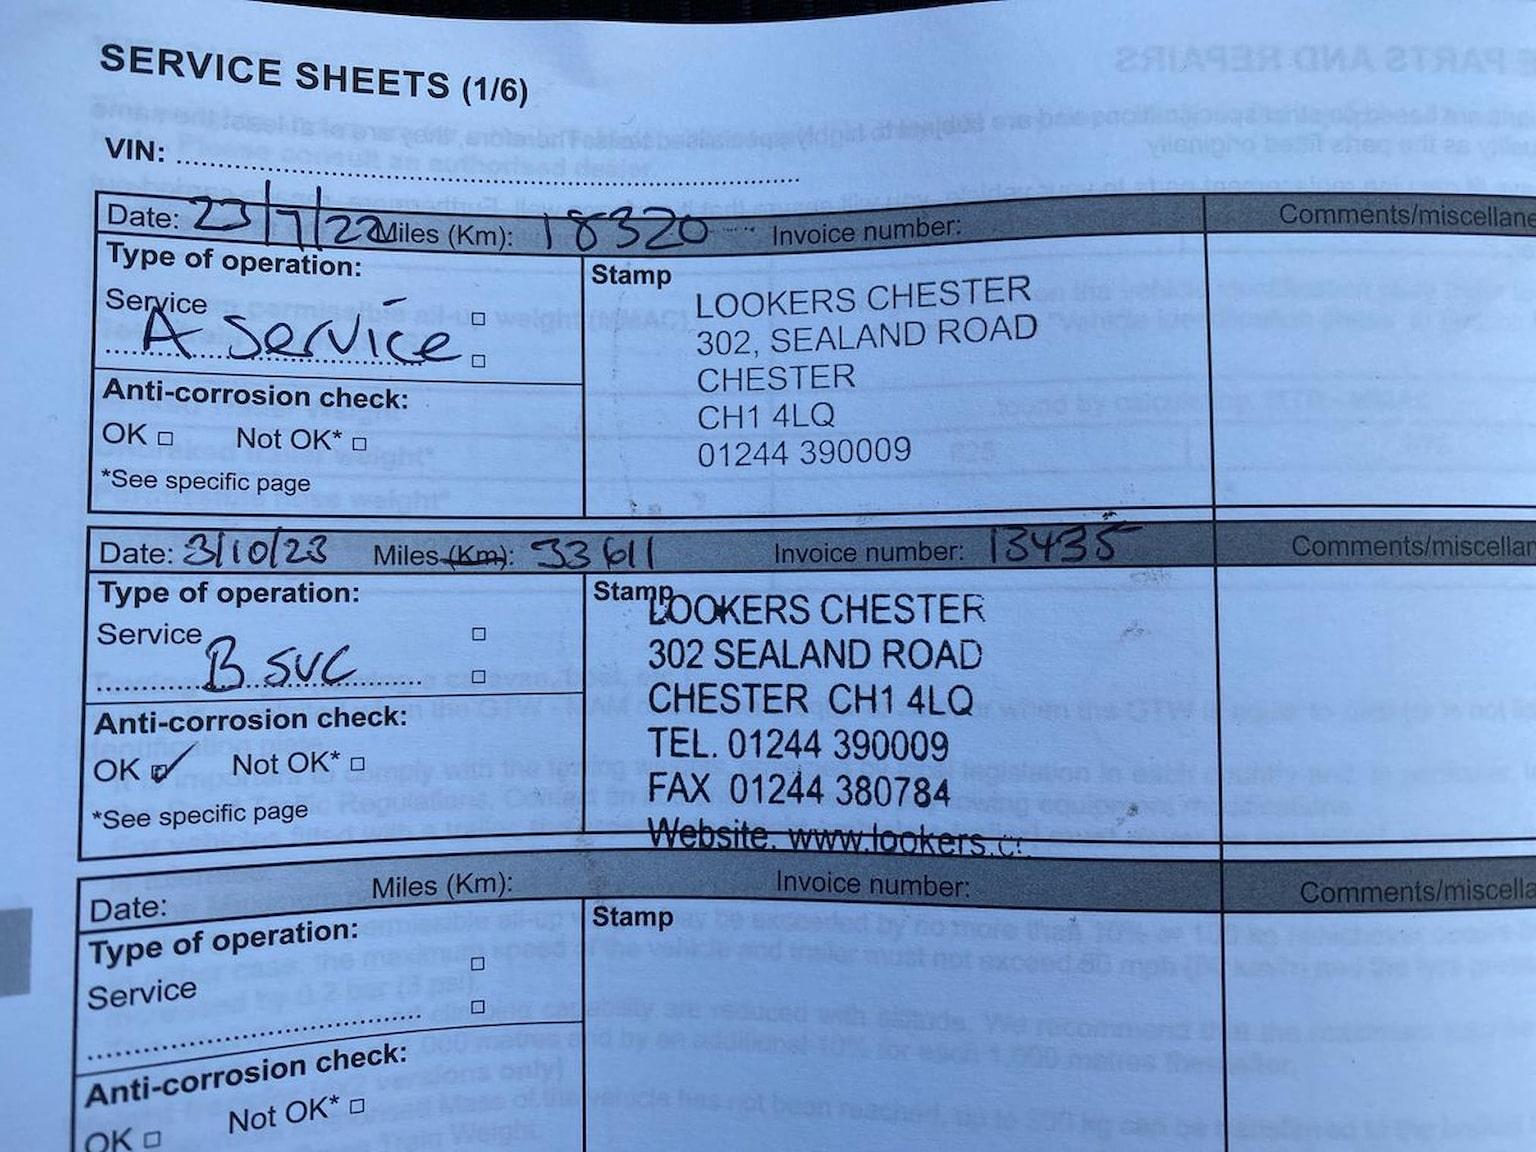 SERVICE SHEETS (1/6)
VIN:
Date: 23/7/22 Miles (Km): 18320 Invoice number: Comments/miscellane
Type of operation:
Service
A Service
Anti-corrosion check:
OK Not OK*
*See specific page
Stamp
LOOKERS CHESTER
302, SEALAND ROAD
CHESTER
CH1 4LQ
01244 390009
Date: 3/10/23 Miles (Km): 33611 Invoice number: 13435 Comments/miscellan
Type of operation:
Service
B SVC
Anti-corrosion check:
OK Not OK*
*See specific page
Stamp
LOOKERS CHESTER
302 SEALAND ROAD
CHESTER CH1 4LQ
TEL. 01244 390009
FAX 01244 380784
Website. www.lookers.c
Date: Miles (Km): Invoice number: Comments/miscella
Type of operation:
Service
Anti-corrosion check:
OK Not OK*
Stamp